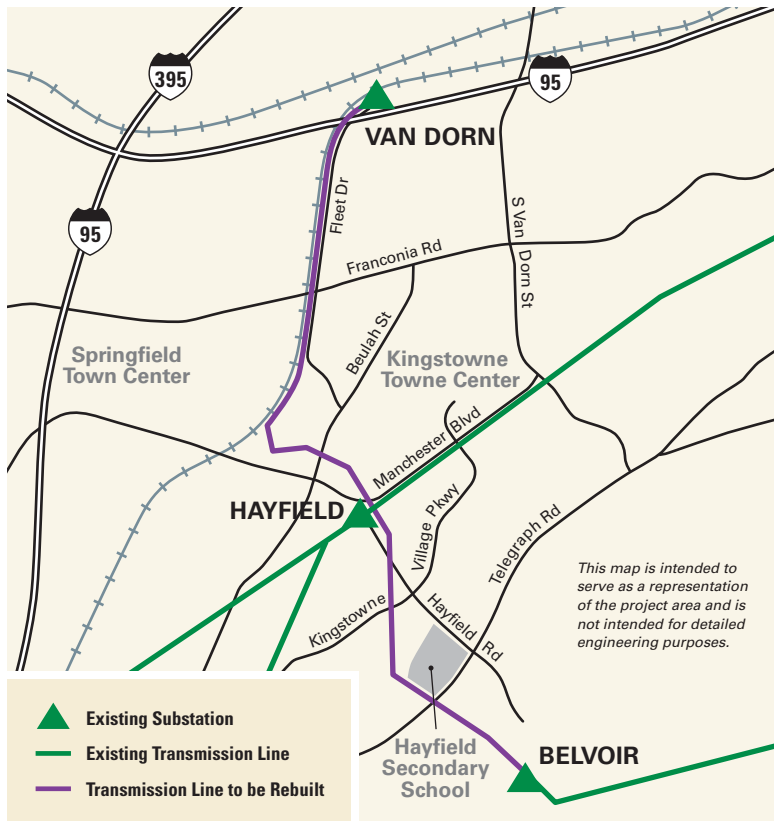 395
95
VAN DORN
95
Fleet Dr
S Van
Dorn St
Franconia Rd
Beulah St
Springfield
Town Center
Kingstowne
Towne Center
Manchester Blvd
HAYFIELD
Village Pkwy
Kingstowne
Telegraph Rd
Hayfield Rd
This map is intended to
serve as a representation
of the project area and is
not intended for detailed
engineering purposes.
Hayfield
Secondary
School
BELVOIR
Existing Substation
Existing Transmission Line
Transmission Line to be Rebuilt